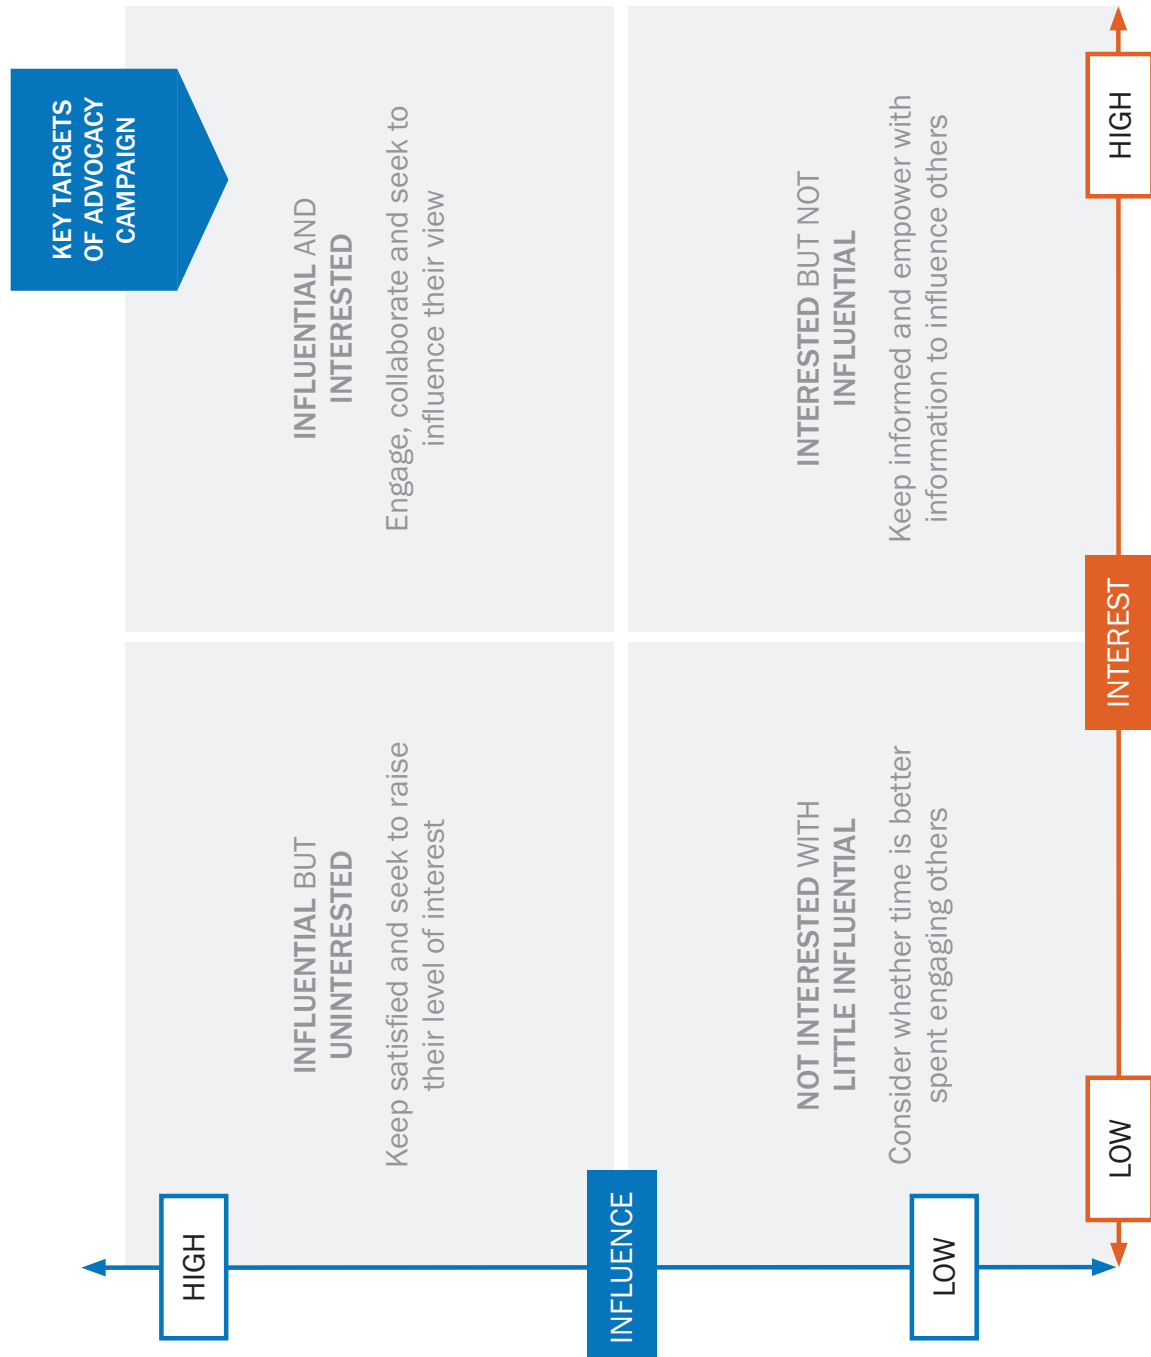 KEY TARGETS
OF ADVOCACY
CAMPAIGN
HIGH
INFLUENTIAL BUT
UNINTERESTED
Keep satisfied and seek to raise
their level of interest
INFLUENTIAL AND
INTERESTED
Engage, collaborate and seek to
influence their view
INFLUENCE
NOT INTERESTED WITH
LITTLE INFLUENTIAL
Consider whether time is better
spent engaging others
INTERESTED BUT NOT
INFLUENTIAL
Keep informed and empower with
information to influence others
LOW
LOW
INTEREST
HIGH